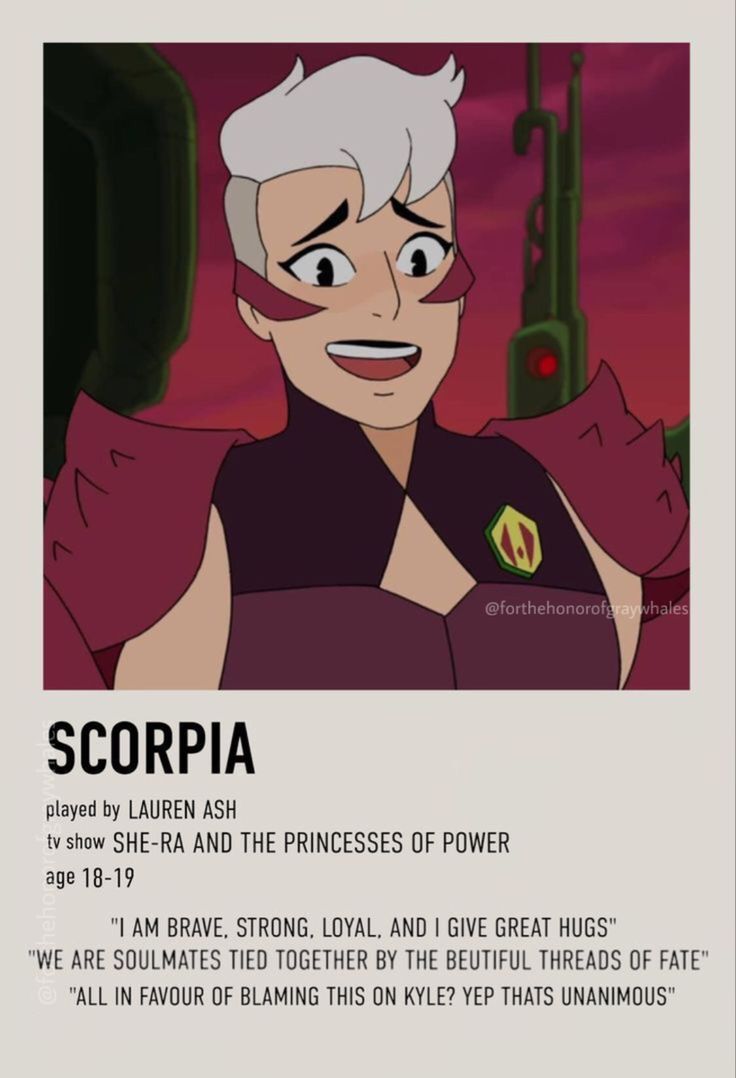 @forthehonorofgraywhales
SCORPIA
played by LAUREN ASH
tv show SHE-RA AND THE PRINCESSES OF POWER
age 18-19
"I AM BRAVE, STRONG, LOYAL, AND I GIVE GREAT HUGS"
"WE ARE SOULMATES TIED TOGETHER BY THE BEUTIFUL THREADS OF FATE"
"ALL IN FAVOUR OF BLAMING THIS ON KYLE? YEP THATS UNANIMOUS"
@forthehonorofgraywhales